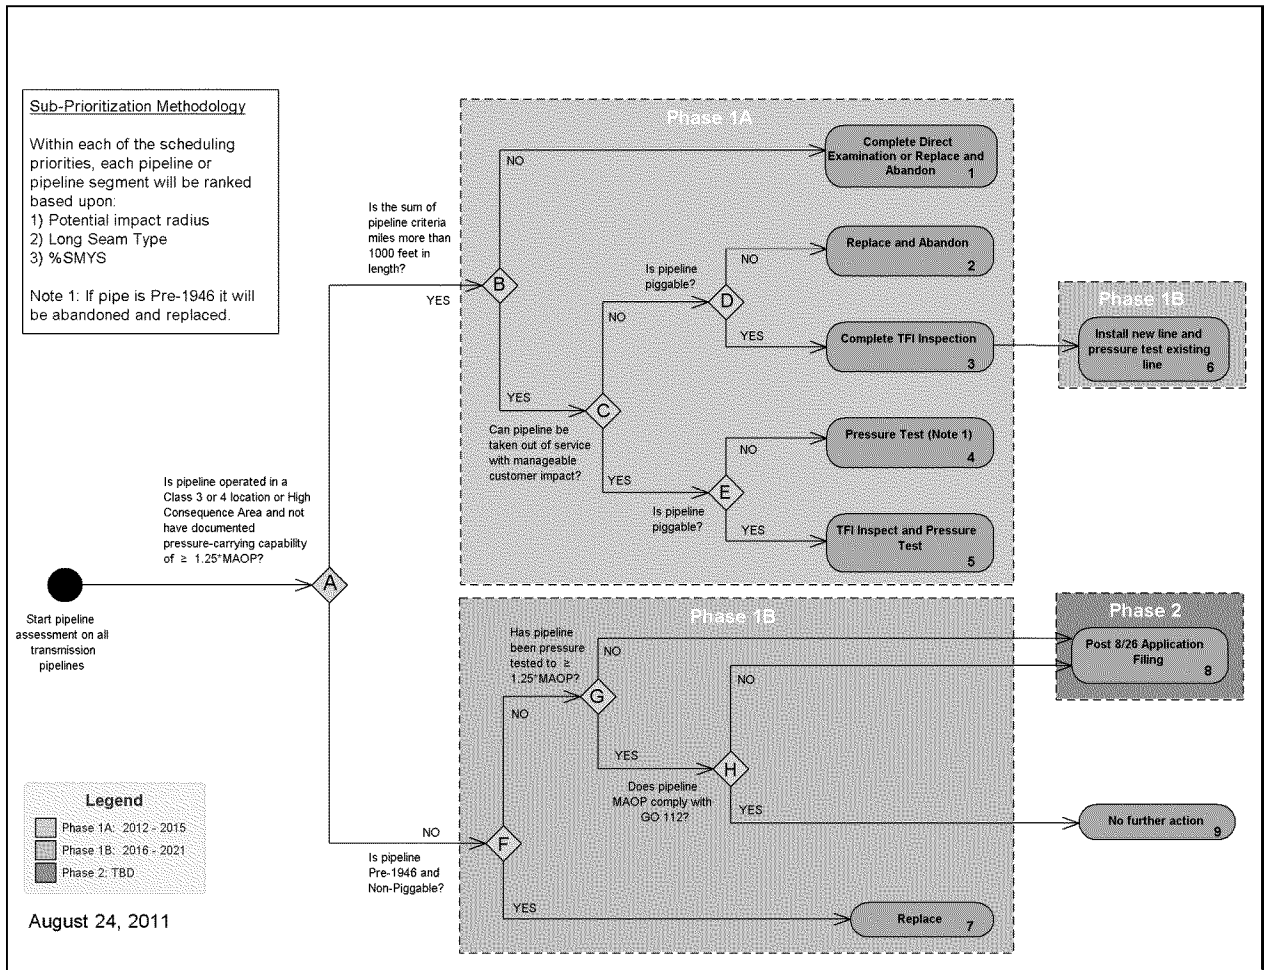 Sub-Prioritization Methodology
Within each of the scheduling
priorities, each pipeline or
pipeline segment will be ranked
based upon:
1) Potential impact radius
2) Long Seam Type
3) %SMYS
Note 1: If pipe is Pre-1946 it will
be abandoned and replaced.
Phase 1A
NO
Complete Direct
Examination or Replace and
Abandon
1
Is the sum of
pipeline criteria
miles more than
1000 feet in
length?
B
YES
Is pipeline
piggable?
D
NO
Replace and Abandon
2
NO
YES
Complete TFI Inspection
3
Phase 1B
Install new line and
pressure test existing
line
6
YES
C
Can pipeline be
taken out of service
with manageable
customer impact?
YES
NO
Pressure Test (Note 1)
4
E
Is pipeline
piggable?
YES
TFI Inspect and Pressure
Test
5
Is pipeline operated in a
Class 3 or 4 location or High
Consequence Area and not
have documented
pressure-carrying capability
of ≥ 1.25*MAOP?
A
Start pipeline
assessment on all
transmission
pipelines
Phase 1B
Has pipeline
been pressure
tested to ≥
1.25*MAOP?
NO
G
NO
YES
NO
H
Does pipeline
MAOP comply with
GO 112?
YES
Phase 2
Post 8/26 Application
Filing
8
No further action
9
NO
F
Is pipeline
Pre-1946 and
Non-Piggable?
YES
Replace
7
Legend
Phase 1A: 2012 - 2015
Phase 1B: 2016 - 2021
Phase 2: TBD
August 24, 2011